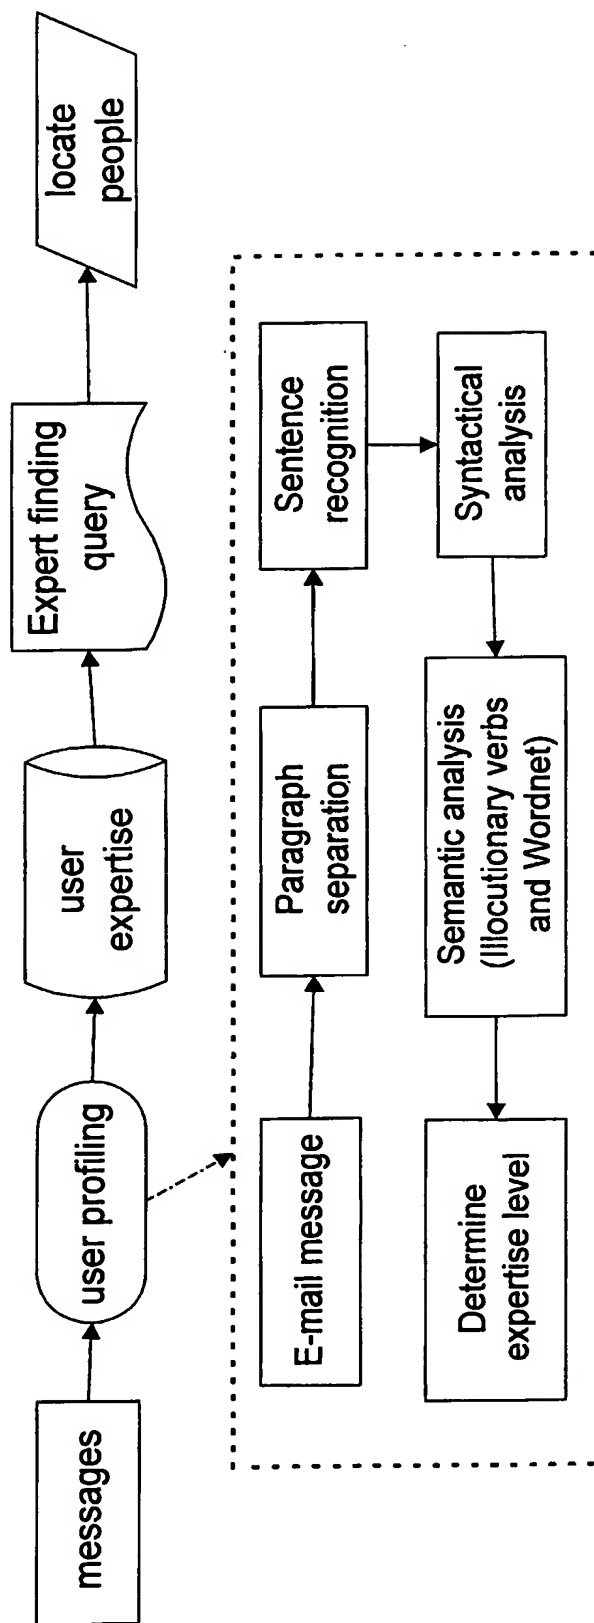 messages
user profiling
user
expertise
Expert finding
query
locate
people
E-mail message
Paragraph
separation
Sentence
recognition
Syntactical
analysis
Semantic analysis
(Illocutionary verbs
and Wordnet)
Determine
expertise level